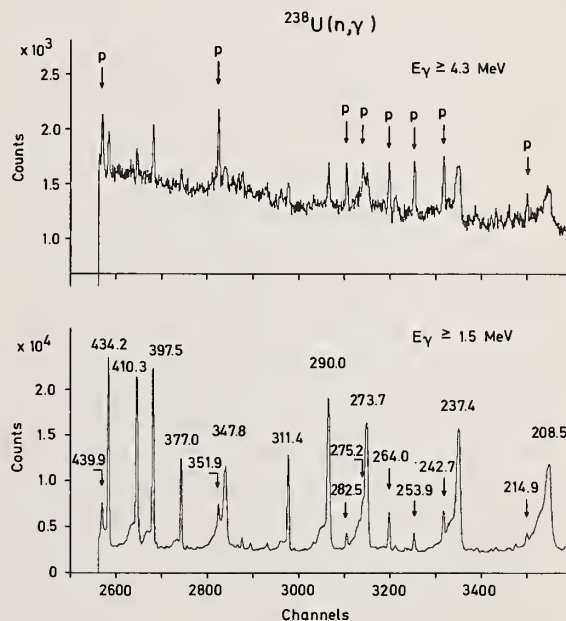 ²³⁸U(n,γ)
x 10³
E_γ ≥ 4.3 MeV
p p p p p p p p
2.5
2.0
1.5
1.0
Counts
x 10⁴
E_γ ≥ 1.5 MeV
434.2
410.3
397.5
290.0
439.9
377.0
351.9
347.8
311.4
275.2
273.7
282.5
264.0
253.9
242.7
237.4
214.9
208.5
2.0
1.5
1.0
0.5
0
Counts
2600 2800 3000 3200 3400
Channels